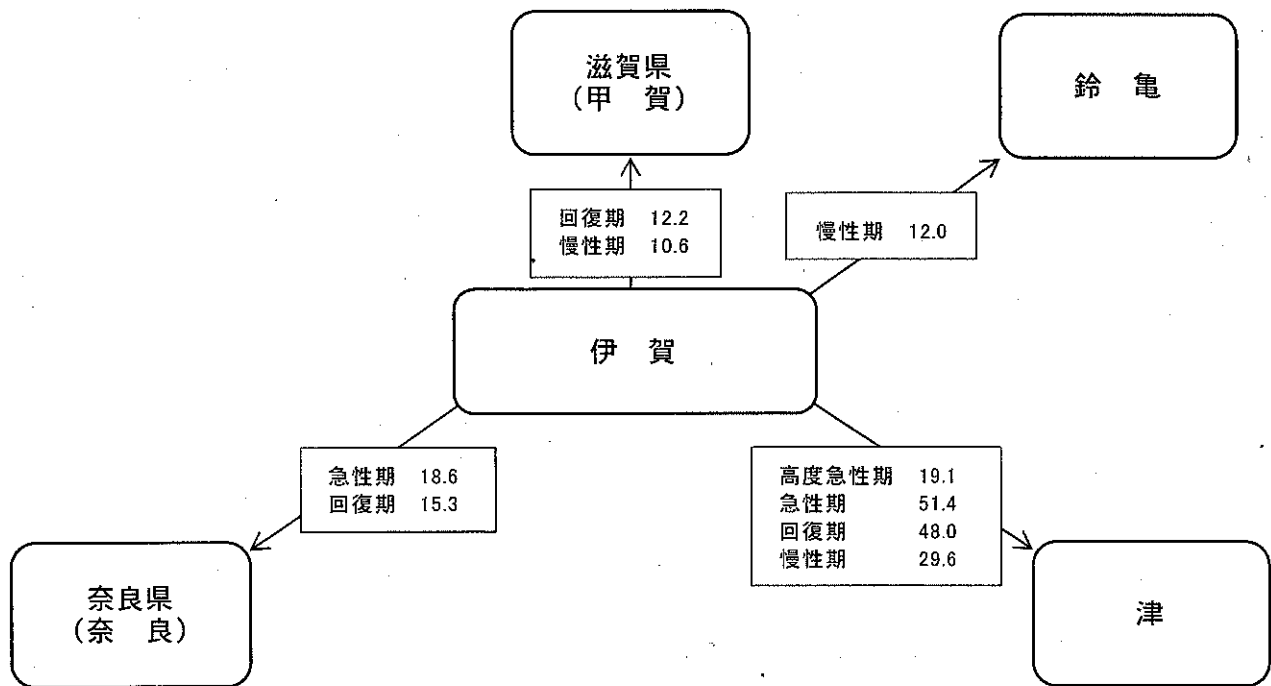 滋賀県
（甲　賀）
鈴　亀
回復期　12.2
慢性期　10.6
慢性期　12.0
伊　賀
急性期　18.6
回復期　15.3
高度急性期　19.1
急性期　51.4
回復期　48.0
慢性期　29.6
奈良県
（奈　良）
津